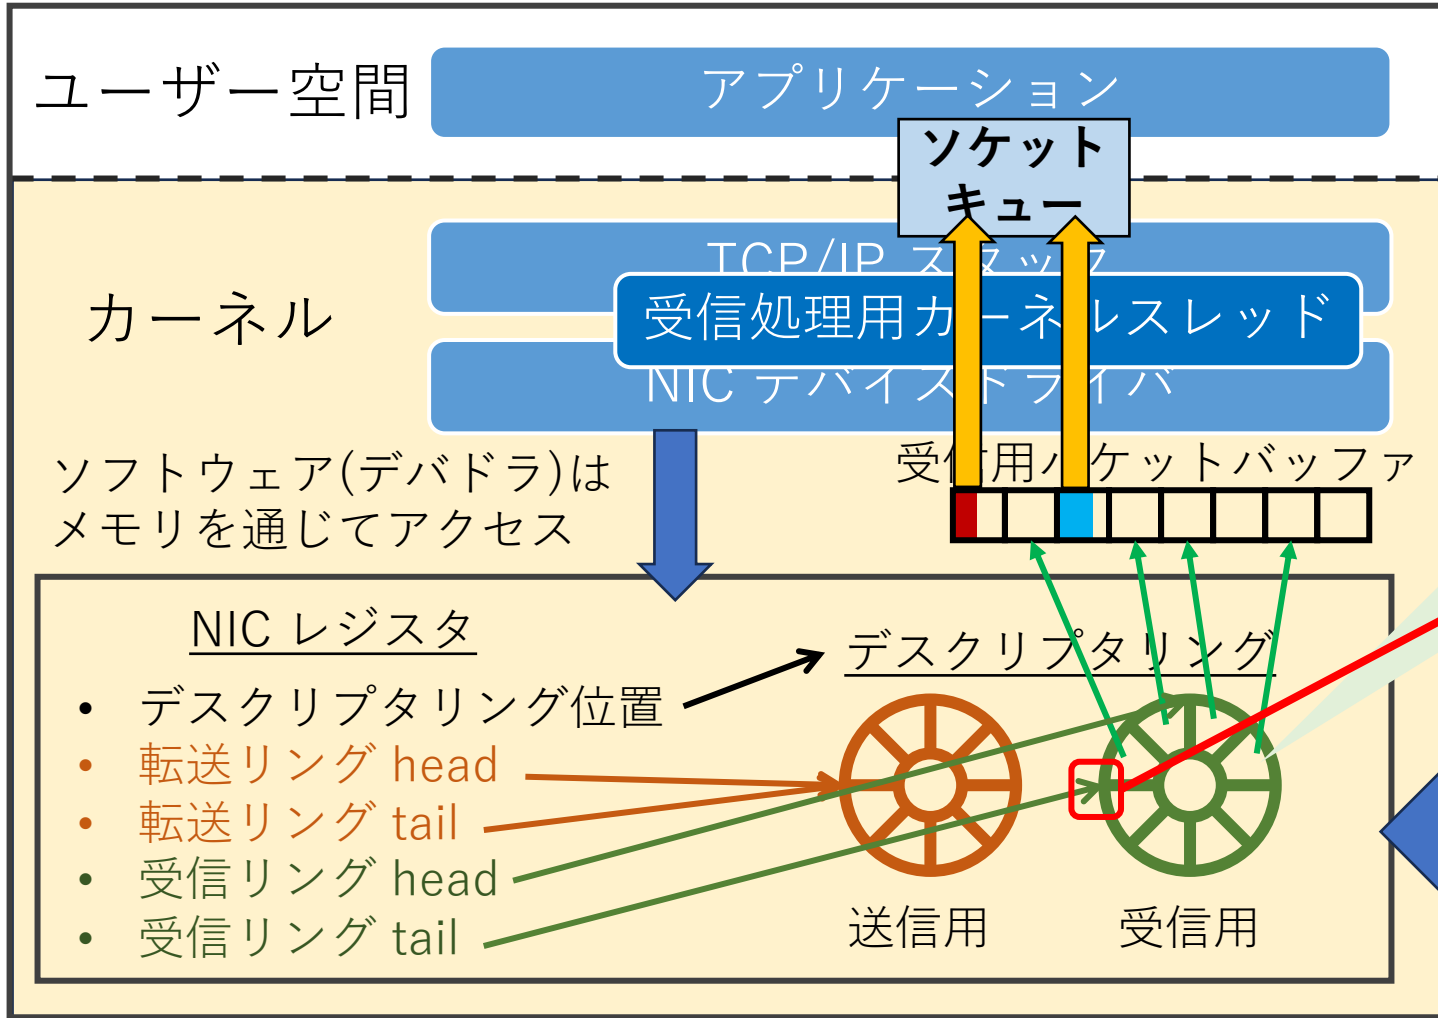 ユーザー空間
アプリケーション
ソケット
キュー
カーネル
TCP/IP スタック
受信処理用カーネルスレッド
NIC デバイスドライバ
ソフトウェア(デバドラ)は
メモリを通じてアクセス
受信用パケットバッファ
NIC レジスタ
• デスクリプタリング位置
• 転送リング head
• 転送リング tail
• 受信リング head
• 受信リング tail
デスクリプタリング
送信用
受信用